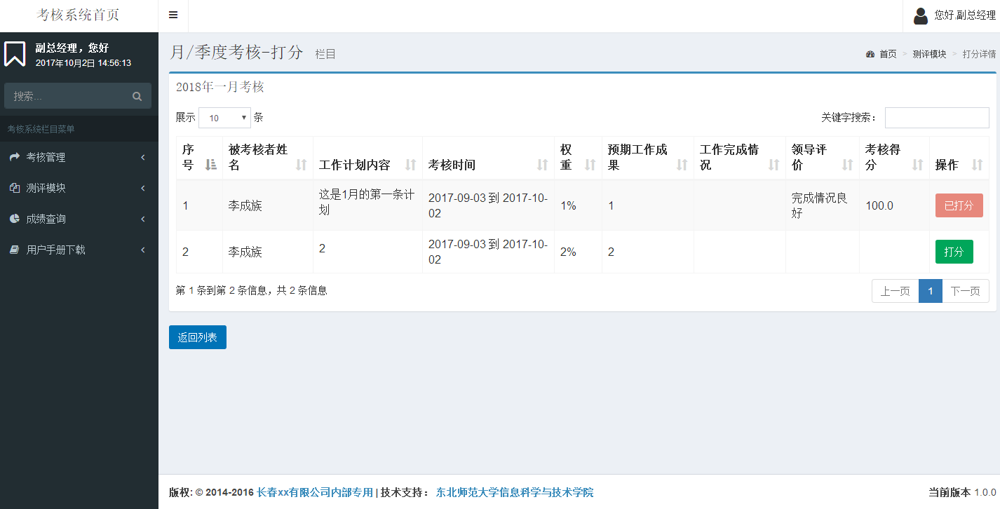 考核系统首页
您好,副总经理
副总经理，您好
2017年10月2日 14:56:13
搜索...
考核系统栏目菜单
考核管理
测评模块
成绩查询
用户手册下载
月/季度考核-打分 栏目
首页 > 测评模块 > 打分详情
2018年一月考核
展示 10 条
关键字搜索：
序号 被考核者姓名 工作计划内容 考核时间 权重 预期工作成果 工作完成情况 领导评价 考核得分 操作
1 李成族 这是1月的第一条计划 2017-09-03 到 2017-10-02 1% 1 完成情况良好 100.0 已打分
2 李成族 2 2017-09-03 到 2017-10-02 2% 2 打分
第 1 条到第 2 条信息，共 2 条信息
上一页 1 下一页
返回列表
版权: © 2014-2016 长春xx有限公司内部专用 | 技术支持： 东北师范大学信息科学与技术学院
当前版本 1.0.0